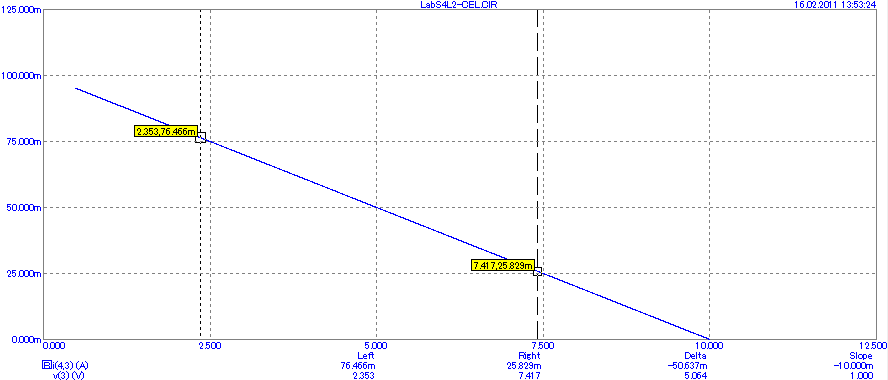 LabS4L2-CEL.CIR 16.02.2011 13:53:24
125.000m
100.000m
75.000m
50.000m
25.000m
0.000m
2.353,76.466m
7.417,25.829m
0.000 2.500 5.000 7.500 10.000 12.500
Left Right Delta Slope
i(4,3) (A) 76.466m 25.829m -50.637m -10.000m
v(3) (V) 2.353 7.417 5.064 1.000